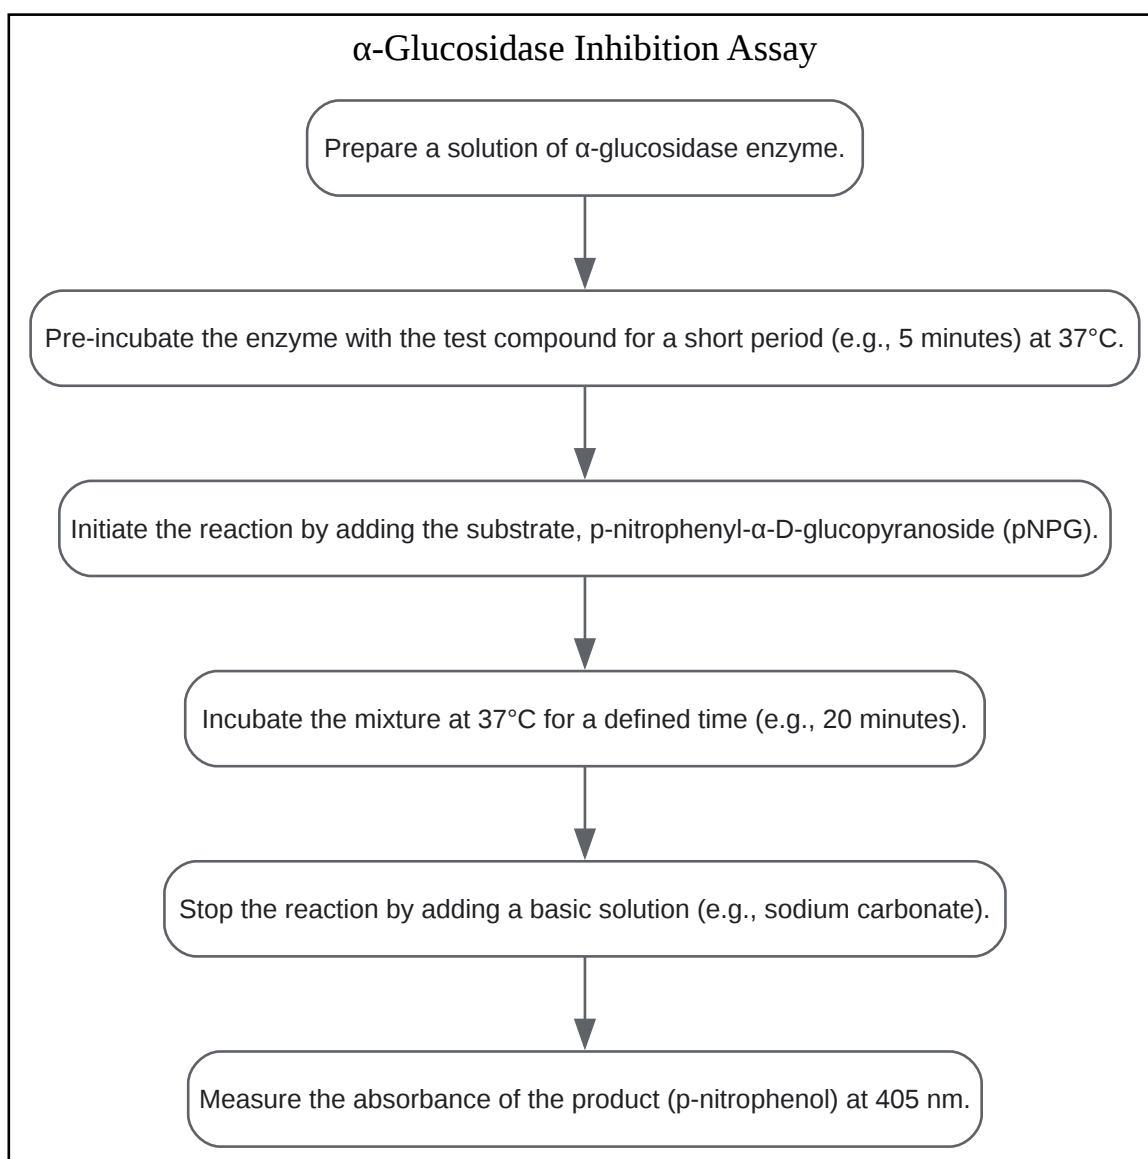 α-Glucosidase Inhibition Assay
Prepare a solution of α-glucosidase enzyme.
Pre-incubate the enzyme with the test compound for a short period (e.g., 5 minutes) at 37°C.
Initiate the reaction by adding the substrate, p-nitrophenyl-α-D-glucopyranoside (pNPG).
Incubate the mixture at 37°C for a defined time (e.g., 20 minutes).
Stop the reaction by adding a basic solution (e.g., sodium carbonate).
Measure the absorbance of the product (p-nitrophenol) at 405 nm.